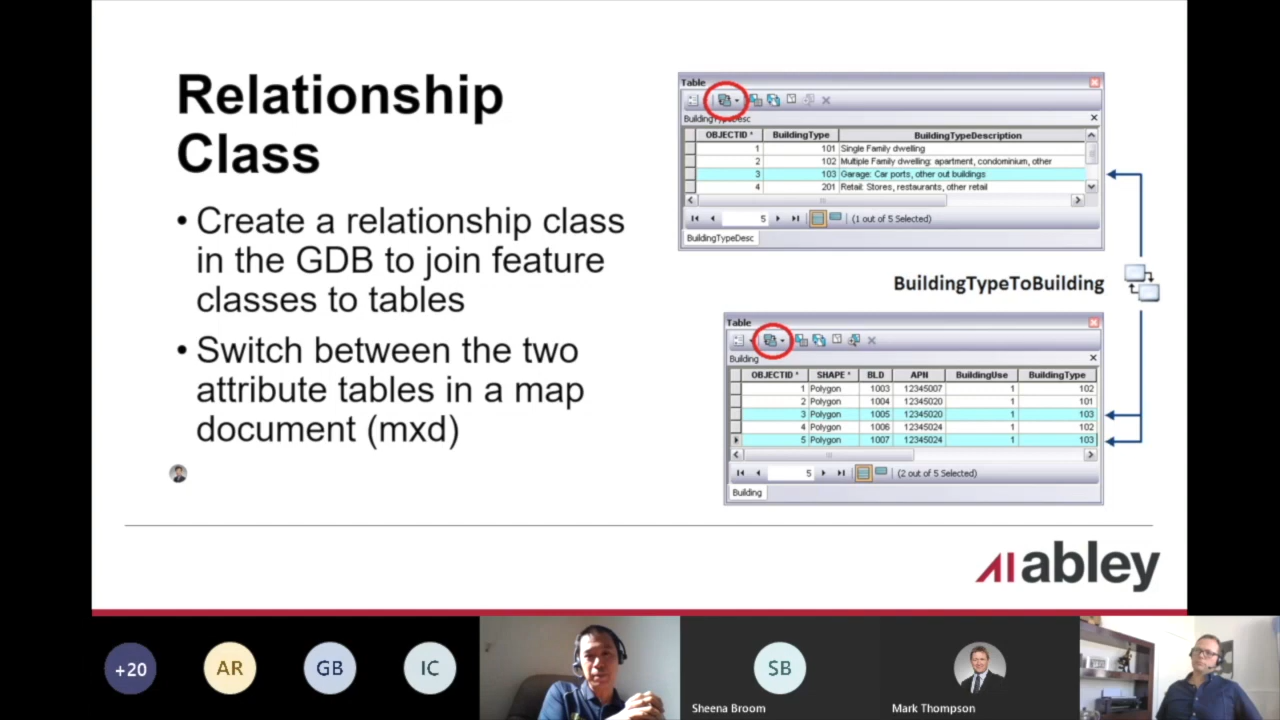 Relationship
Class
• Create a relationship class
in the GDB to join feature
classes to tables
• Switch between the two
attribute tables in a map
document (mxd)
Table
BuildingTypeDesc
OBJECTID * BuildingType BuildingTypeDescription
1 101 Single Family dwelling
2 102 Multiple Family dwelling: apartment, condominium, other
3 103 Garage: Car ports, other out buildings
4 201 Retail: Stores, restaurants, other retail
5 (1 out of 5 Selected)
BuildingTypeDesc
BuildingTypeToBuilding
Table
Building
OBJECTID * SHAPE * BLD APN BuildingUse BuildingType
1 Polygon 1003 12345007 1 102
2 Polygon 1004 12345020 1 101
3 Polygon 1005 12345020 1 103
4 Polygon 1006 12345024 1 102
5 Polygon 1007 12345024 1 103
5 (2 out of 5 Selected)
Building
abley
+20 AR GB IC SB
Sheena Broom Mark Thompson